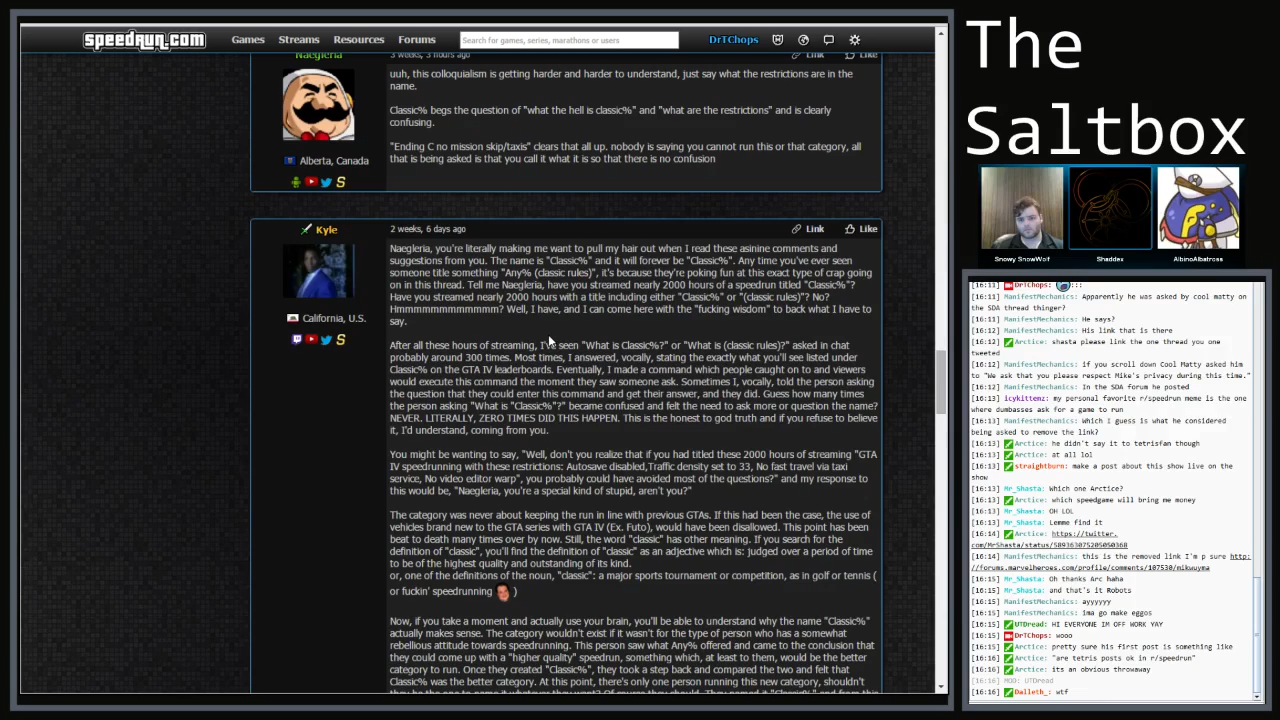 speedrun.com
Games
Streams
Resources
Forums
Search for games, series, marathons or users
DrTChops
The
Saltbox
Naegleria
3 weeks, 3 hours ago
Link
Like
uuh, this colloquialism is getting harder and harder to understand, just say what the restrictions are in the
name.
Classic% begs the question of "what the hell is classic%" and "what are the restrictions" and is clearly
confusing.
"Ending C no mission skip/taxis" clears that all up. nobody is saying you cannot run this or that category, all
that is being asked is that you call it what it is so that there is no confusion
Alberta, Canada
Kyle
2 weeks, 6 days ago
Link
Like
California, U.S.
Naegleria, you're literally making me want to pull my hair out when I read these asinine comments and
suggestions from you. The name is "Classic%" and it will forever be "Classic%". Any time you've ever seen
someone title something "Any% (classic rules)", it's because they're poking fun at this exact type of crap going
on in this thread. Tell me Naegleria, have you streamed nearly 2000 hours of a speedrun titled "Classic%"?
Have you streamed nearly 2000 hours with a title including either "Classic%" or "(classic rules)"? No?
Hmmmmmmmmmmm? Well, I have, and I can come here with the "fucking wisdom" to back what I have to
say.
After all these hours of streaming, I've seen "What is Classic%?" or "What is (classic rules)?" asked in chat
probably around 300 times. Most times, I answered, vocally, stating the exactly what you'll see listed under
Classic% on the GTA IV leaderboards. Eventually, I made a command which people caught on to and viewers
would execute this command the moment they saw someone ask. Sometimes I, vocally, told the person asking
the question that they could enter this command and get their answer, and they did. Guess how many times
the person asking "What is "Classic%"?" became confused and felt the need to ask more or question the name?
NEVER. LITERALLY, ZERO TIMES DID THIS HAPPEN. This is the honest to god truth and if you refuse to believe
it, I'd understand, coming from you.
You might be wanting to say, "Well, don't you realize that if you had titled these 2000 hours of streaming "GTA
IV speedrunning with these restrictions: Autosave disabled,Traffic density set to 33, No fast travel via taxi
service, No video editor warp", you probably could have avoided most of the questions?" and my response to
this would be, "Naegleria, you're a special kind of stupid, aren't you?"
The category was never about keeping the run in line with previous GTAs. If this had been the case, the use of
vehicles brand new to the GTA series with GTA IV (Ex. Futo), would have been disallowed. This point has been
beat to death many times over by now. Still, the word "classic" has other meaning. If you search for the
definition of "classic", you'll find the definition of "classic" as an adjective which is: judged over a period of time
to be of the highest quality and outstanding of its kind.
or, one of the definitions of the noun, "classic": a major sports tournament or competition, as in golf or tennis (
or fuckin' speedrunning )
Now, if you take a moment and actually use your brain, you'll be able to understand why the name "Classic%"
actually makes sense. The category wouldn't exist if it wasn't for the type of person who has a somewhat
rebellious attitude towards speedrunning. This person saw what Any% offered and came to the conclusion that
they could come up with a "higher quality" speedrun, something which, at least to them, would be the better
category to run. Once they created "Classic%", they took a step back and compared the two and felt that
Classic% was the better category. At this point, there's only one person running this new category, shouldn't
Snowy SnowWolf
Shaddex
AlbinoAlbatross
[16:11] DrTChops: :::
[16:11] ManifestMechanics: Apparently he was asked by cool matty on
the SDA thread thinger?
[16:11] ManifestMechanics: He says?
[16:12] ManifestMechanics: His link that is there
[16:12] Arctice: shasta please link the one thread you one
tweeted
[16:12] ManifestMechanics: if you scroll down Cool Matty asked him
to "We ask that you please respect Mike's privacy during this time."
[16:12] ManifestMechanics: In the SDA forum he posted
[16:13] icykittenz: my personal favorite r/speedrun meme is the one
where dumbasses ask for a game to run
[16:13] ManifestMechanics: Which I guess is what he considered
being asked to remove the link?
[16:13] Arctice: he didn't say it to tetrisfan though
[16:13] Arctice: at all lol
[16:13] straightburn: make a post about this show live on the
show
[16:13] Mr_Shasta: Which one Arctice?
[16:13] Arctice: which speedgame will bring me money
[16:13] Mr_Shasta: OH LOL
[16:13] Mr_Shasta: Lemme find it
[16:14] Arctice: https://twitter.
com/MrShasta/status/589363075205050368
[16:14] ManifestMechanics: this is the removed link I'm p sure http:
//forums.marvelheroes.com/profile/comments/107530/mikwuyma
[16:15] Mr_Shasta: Oh thanks Arc haha
[16:15] Mr_Shasta: and that's it Robots
[16:15] ManifestMechanics: ayyyyyy
[16:15] ManifestMechanics: ima go make eggos
[16:15] UTDread: HI EVERYONE IM OFF WORK YAY
[16:15] DrTChops: wooo
[16:15] Arctice: pretty sure his first post is something like
[16:16] Arctice: "are tetris posts ok in r/speedrun"
[16:16] Arctice: its an obvious throwaway
[16:16] MOD: UTDread
[16:16] Dalleth_: wtf